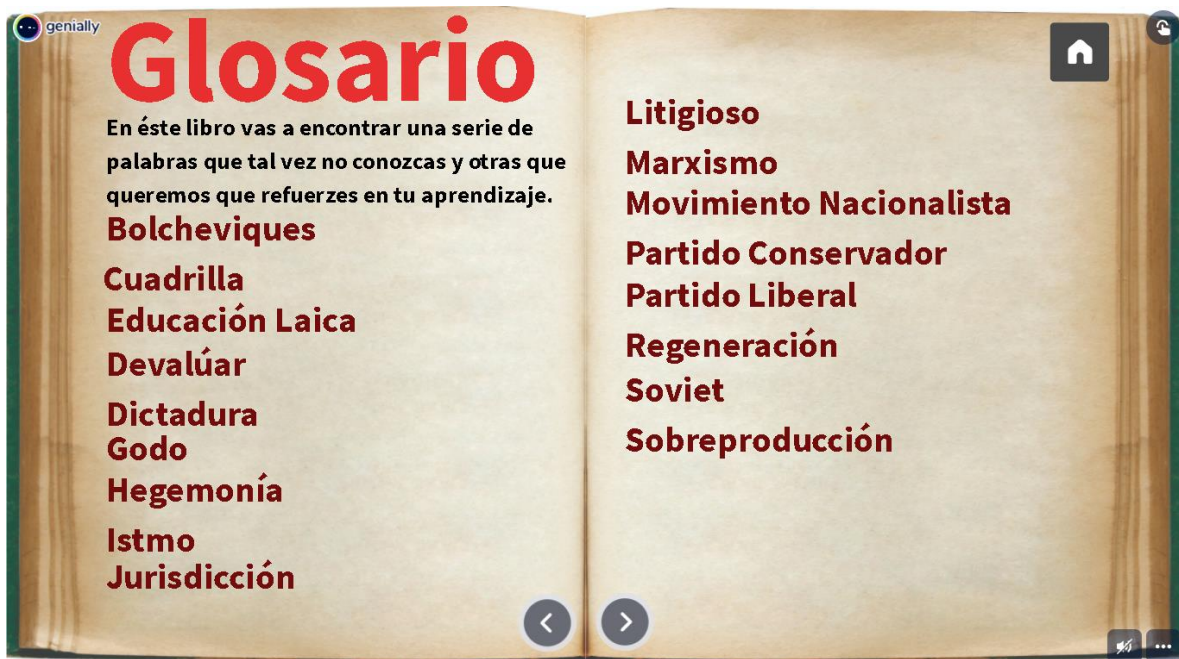 genially
Glosario
En éste libro vas a encontrar una serie de
palabras que tal vez no conozcas y otras que
queremos que refuerzes en tu aprendizaje.
Bolcheviques
Cuadrilla
Educación Laica
Devalúar
Dictadura
Godo
Hegemonía
Istmo
Jurisdicción
Litigioso
Marxismo
Movimiento Nacionalista
Partido Conservador
Partido Liberal
Regeneración
Soviet
Sobreproducción